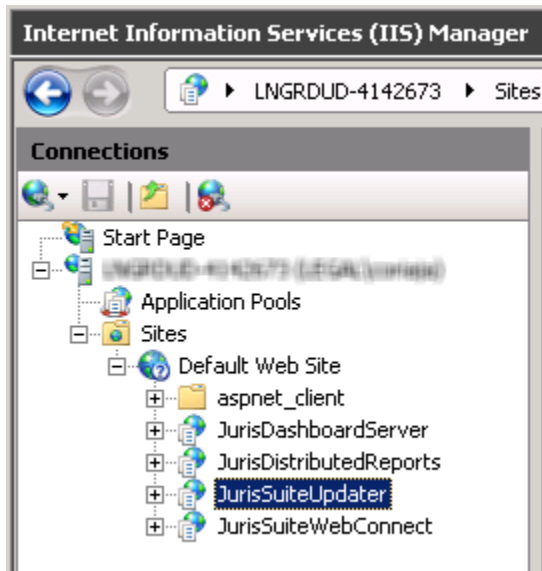 Internet Information Services (IIS) Manager
LNGRDUD-4142673 Sites
Connections
Start Page
Application Pools
Sites
Default Web Site
aspnet_client
JurisDashboardServer
JurisDistributedReports
JurisSuiteUpdater
JurisSuiteWebConnect